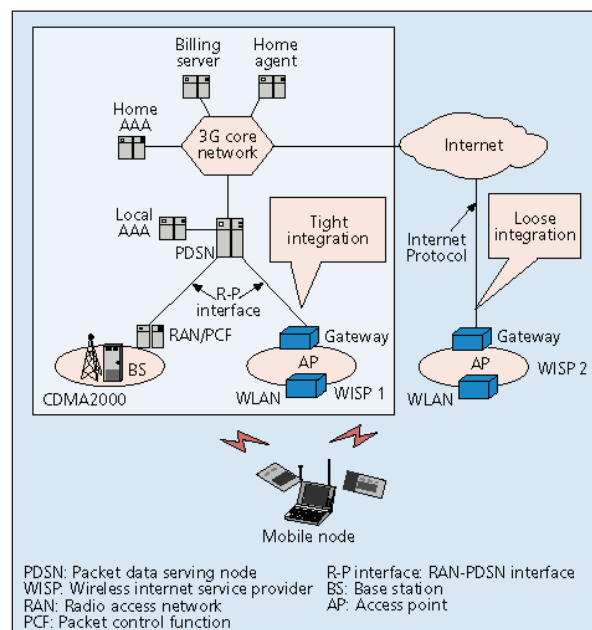 Billing
server
Home
agent
Home
AAA
3G core
network
Internet
Local
AAA
PDSN
Tight
integration
Internet
Protocol
Loose
integration
R-P
interface
RAN/PCF
Gateway
Gateway
BS
AP
AP
WISP 2
CDMA2000
WLAN
WISP 1
WLAN
Mobile node
PDSN: Packet data serving node
WISP: Wireless internet service provider
RAN: Radio access network
PCF: Packet control function
R-P interface: RAN-PDSN interface
BS: Base station
AP: Access point